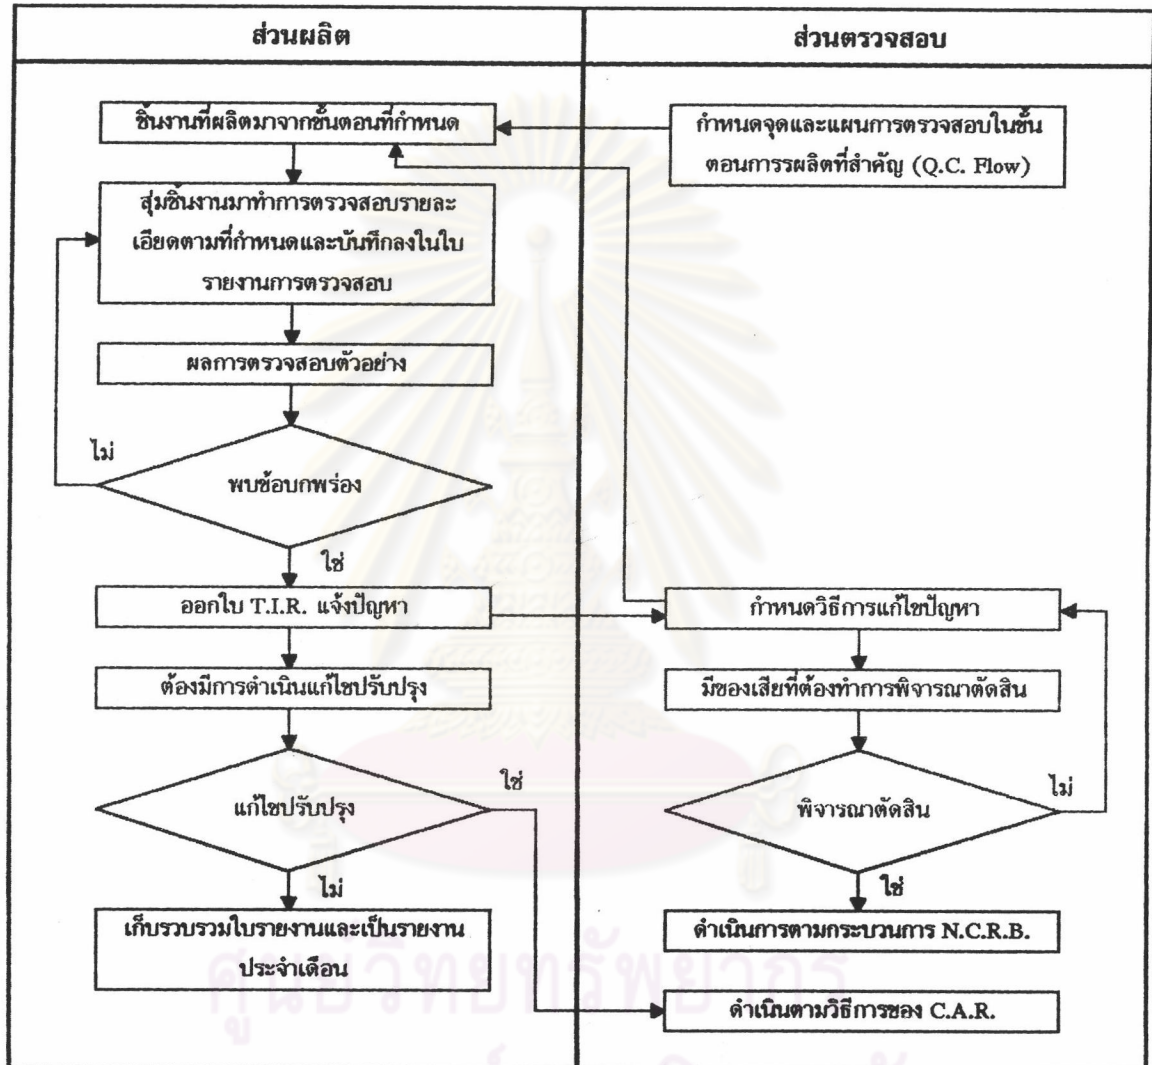 ส่วนผลิต
ส่วนตรวจสอบ
ชิ้นงานที่ผลิตมาจากขั้นตอนที่กำหนด
กำหนดจุดและแผนการตรวจสอบในขั้น
ตอนการรผลิตที่สำคัญ (Q.C. Flow)
สุ่มชิ้นงานมาทำการตรวจสอบรายละ
เอียดตามที่กำหนดและบันทึกลงในใบ
รายงานการตรวจสอบ
ผลการตรวจสอบตัวอย่าง
ไม่
พบข้อบกพร่อง
ใช่
ออกใบ T.I.R. แจ้งปัญหา
กำหนดวิธีการแก้ไขปัญหา
ต้องมีการดำเนินแก้ไขปรับปรุง
มีของเสียที่ต้องทำการพิจารณาตัดสิน
ใช่
แก้ไขปรับปรุง
ไม่
ไม่
พิจารณาตัดสิน
ใช่
เก็บรวบรวมใบรายงานและเป็นรายงาน
ประจำเดือน
ดำเนินการตามกระบวนการ N.C.R.B.
ดำเนินตามวิธีการของ C.A.R.
ศูนย์วิทยทรัพยากร